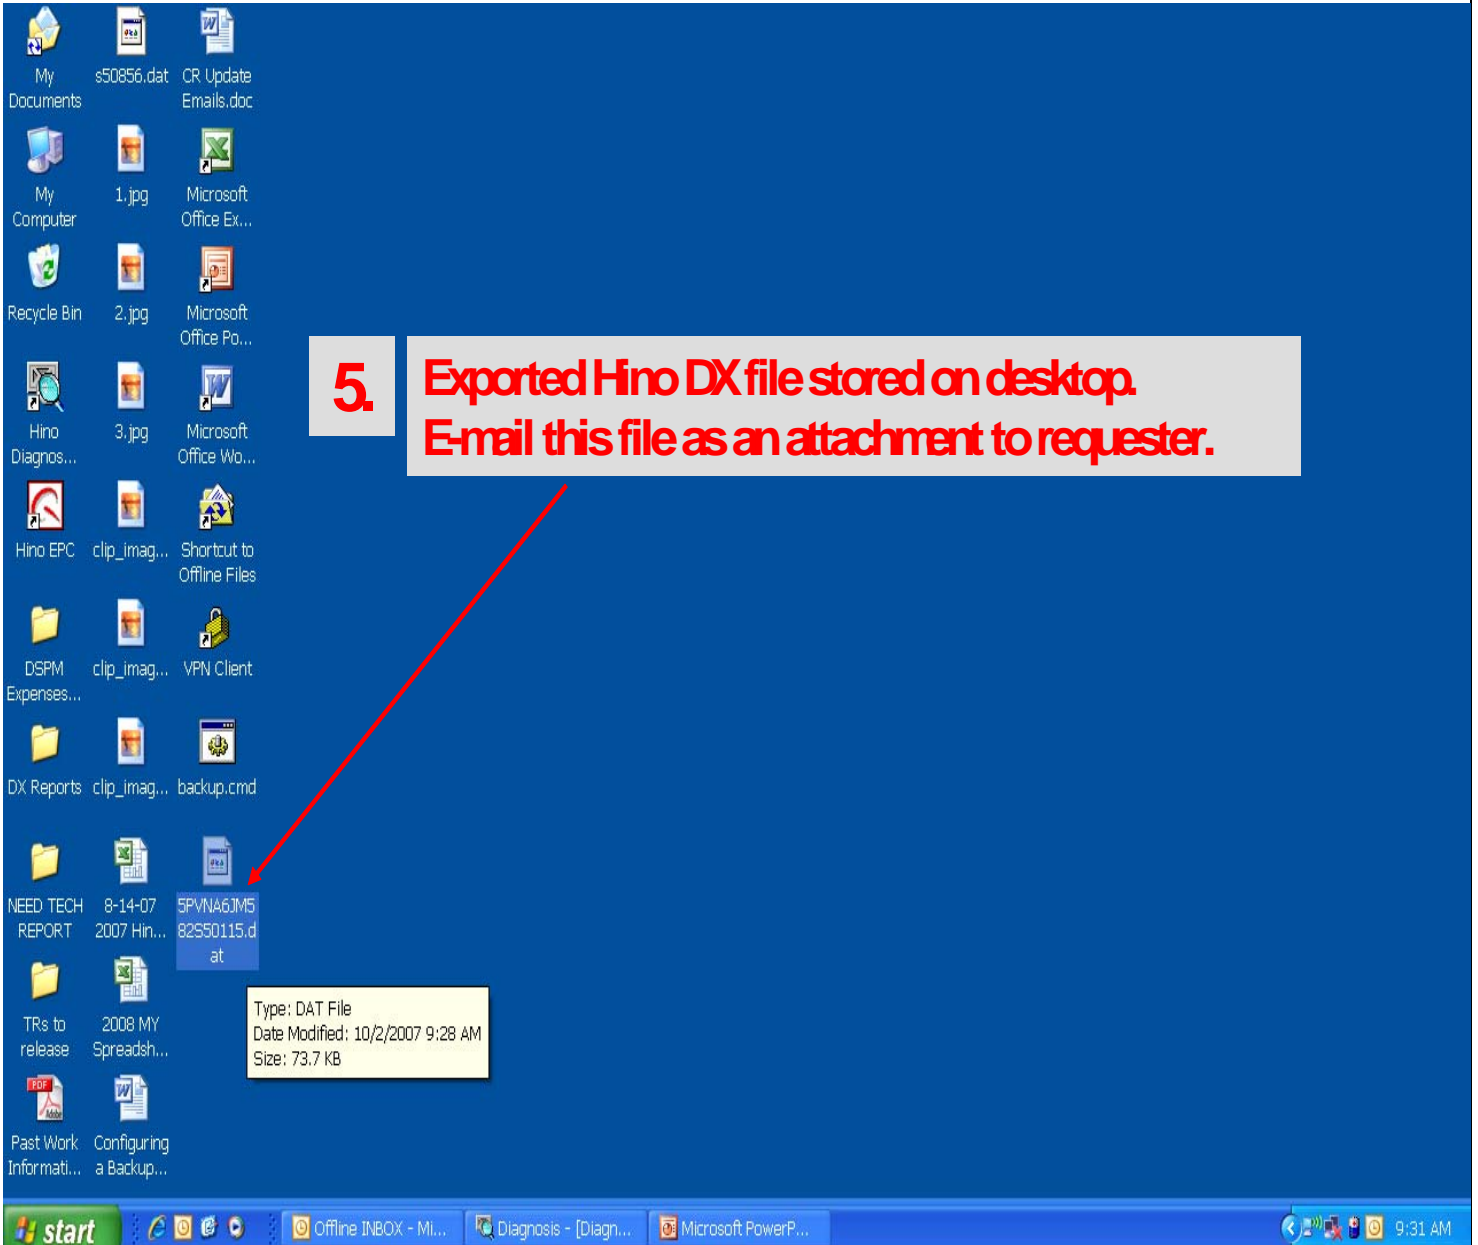 My
Documents
s50856.dat
CR Update
Emails.doc
My
Computer
1.jpg
Microsoft
Office Ex...
Recycle Bin
2.jpg
Microsoft
Office Po...
Hino
Diagnos...
3.jpg
Microsoft
Office Wo...
5.
Exported Hino DX file stored on desktop.
E-mail this file as an attachment to requester.
Hino EPC
clip_imag...
Shortcut to
Offline Files
DSPM
Expenses...
clip_imag...
VPN Client
DX Reports
clip_imag...
backup.cmd
NEED TECH
REPORT
8-14-07
2007 Hin...
5PVNA6JM5
82S50115.d
at
Type: DAT File
Date Modified: 10/2/2007 9:28 AM
Size: 73.7 KB
TRs to
release
2008 MY
Spreadsh...
PDF
Adobe
Past Work
Informati...
Configuring
a Backup...
start
Offline INBOX - Mi...
Diagnosis - [Diagn...
Microsoft PowerP...
9:31 AM